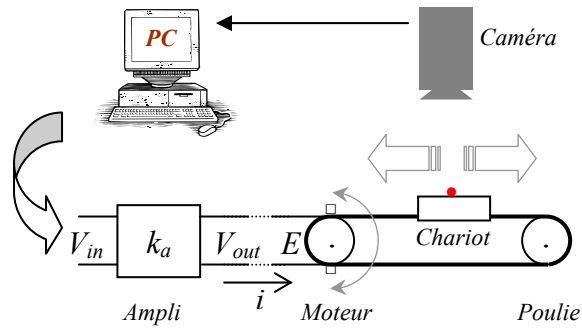 PC
Caméra
V_in
k_a
V_out
E
Chariot
i
Ampli
Moteur
Poulie